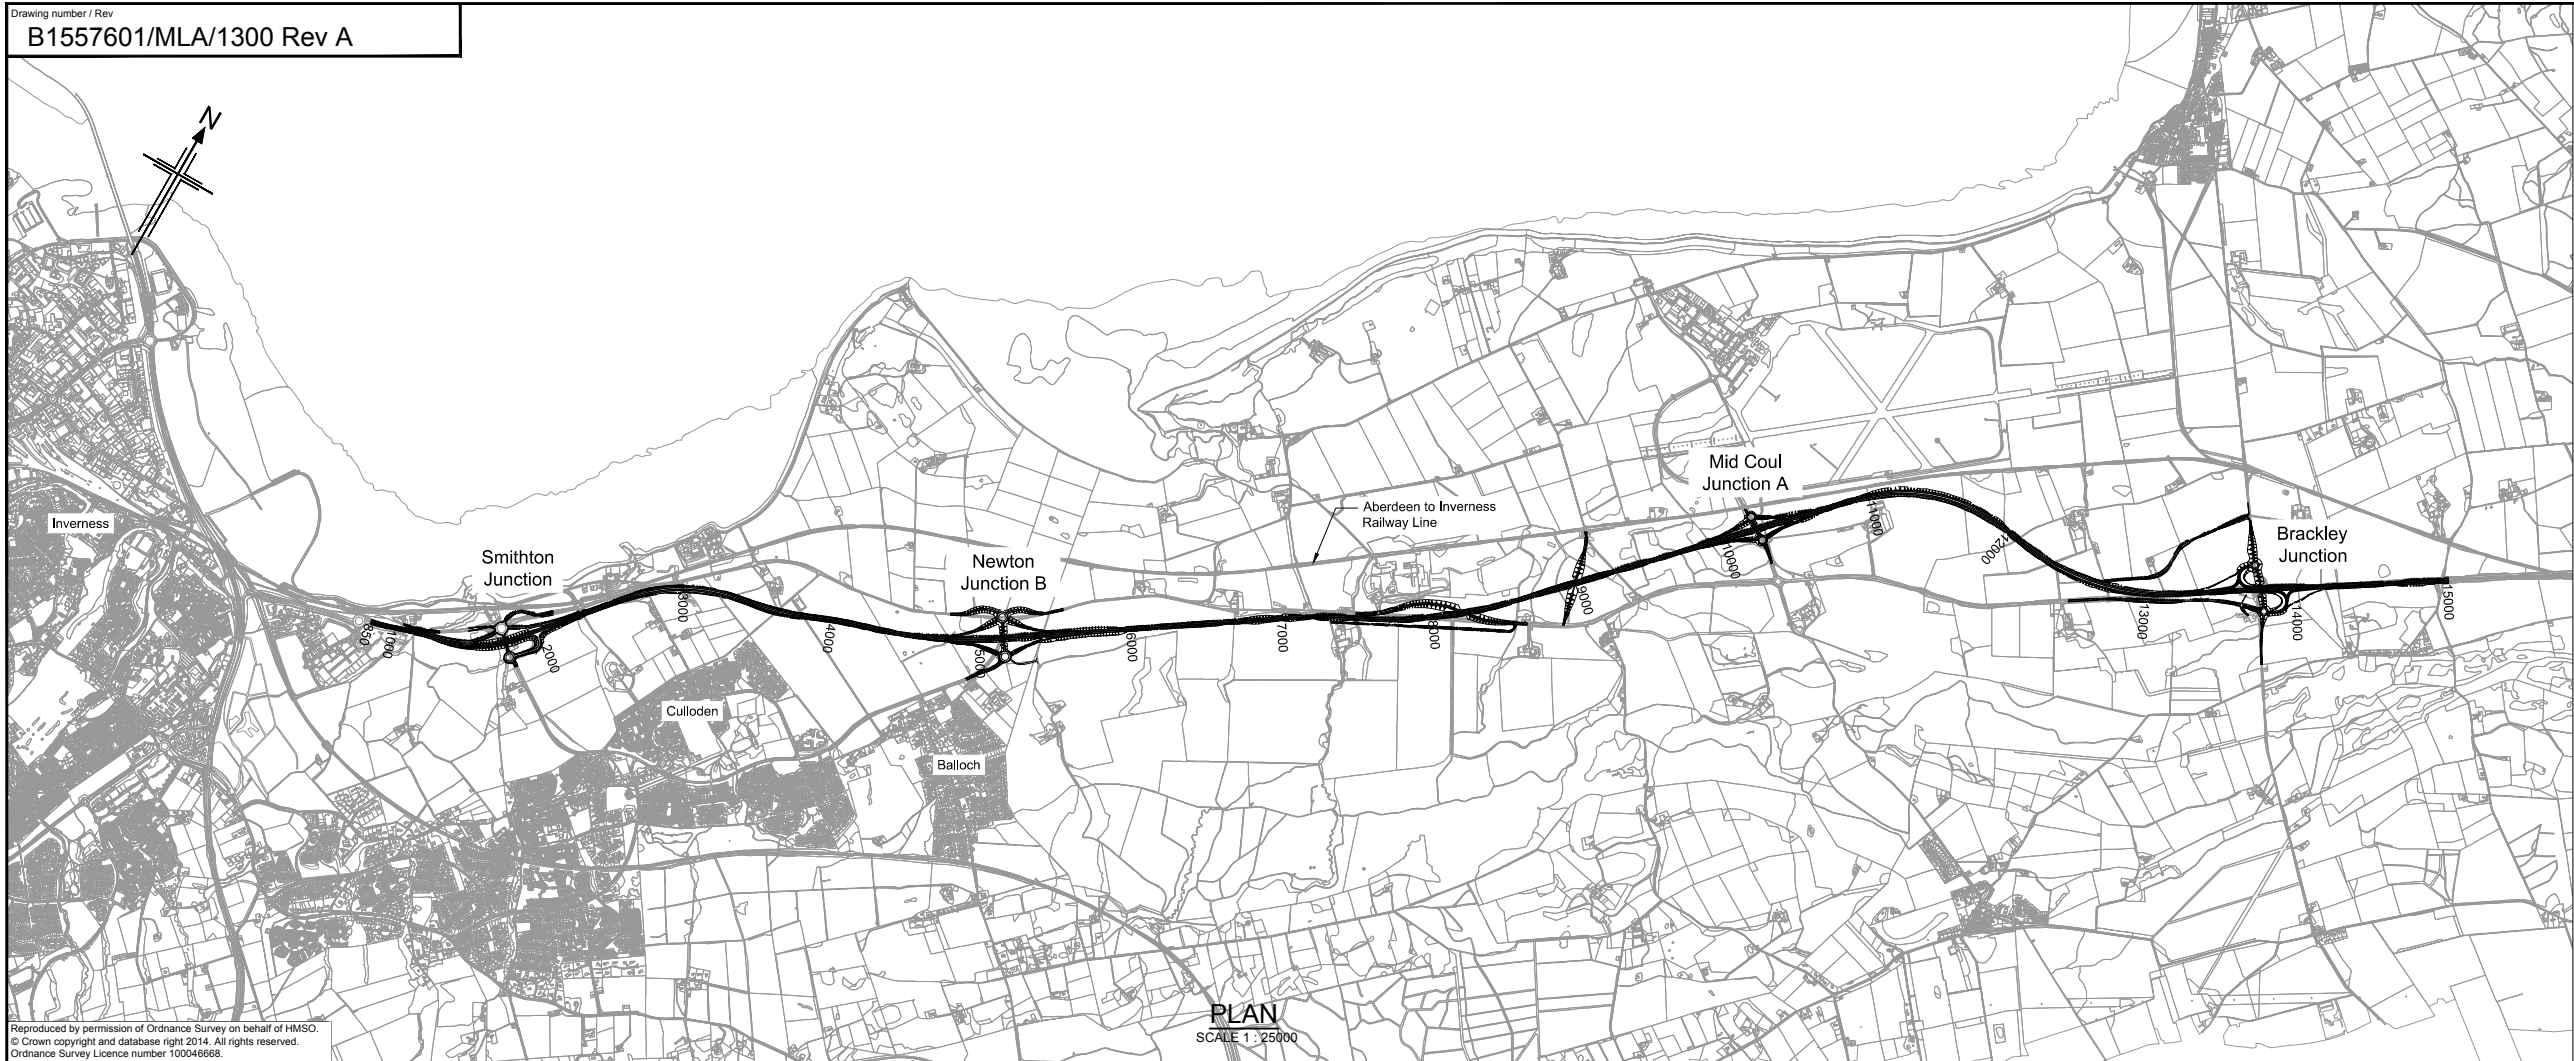 Drawing number / Rev
B1557601/MLA/1300 Rev A
N
Inverness
Smithton
Junction
Newton
Junction B
Aberdeen to Inverness
Railway Line
Mid Coul
Junction A
Brackley
Junction
850
1000
2000
3000
4000
5000
6000
7000
8000
9000
10000
11000
12000
13000
14000
15000
Culloden
Balloch
PLAN
SCALE 1 : 25000
Reproduced by permission of Ordnance Survey on behalf of HMSO.
© Crown copyright and database right 2014. All rights reserved.
Ordnance Survey Licence number 100046668.